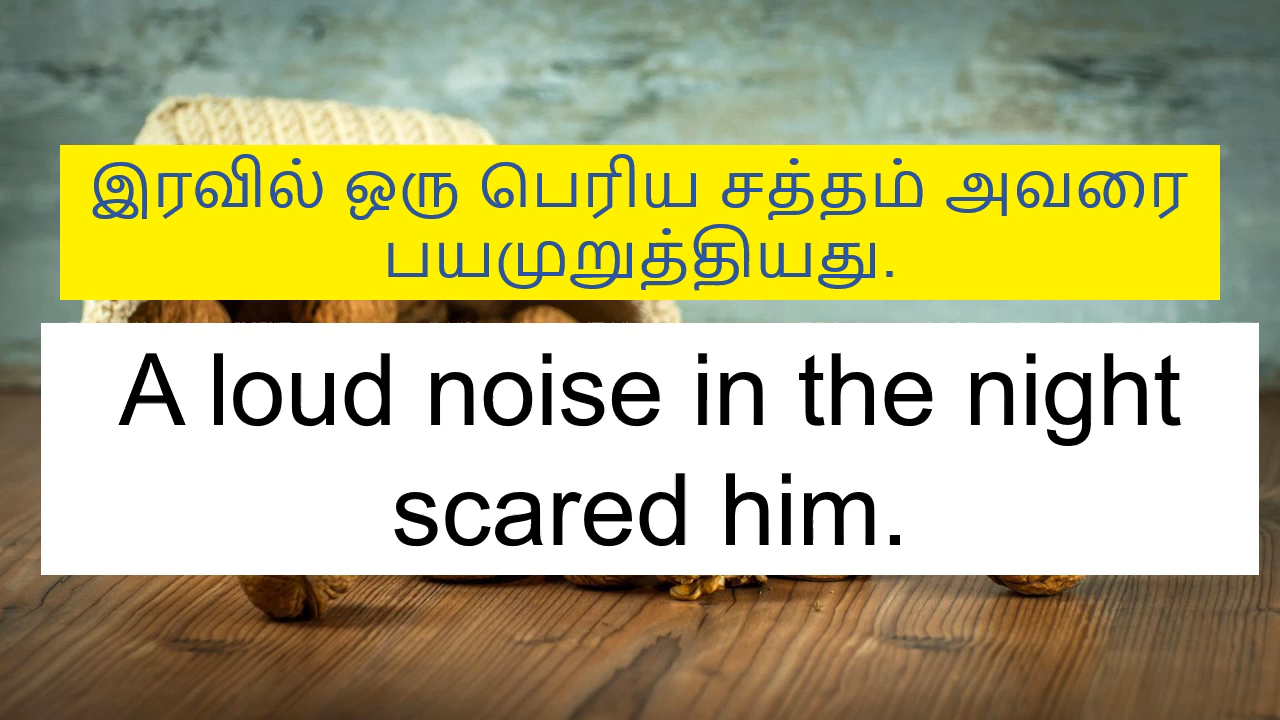 இரவில் ஒரு பெரிய சத்தம் அவரை
பயமுறுத்தியது.
A loud noise in the night
scared him.